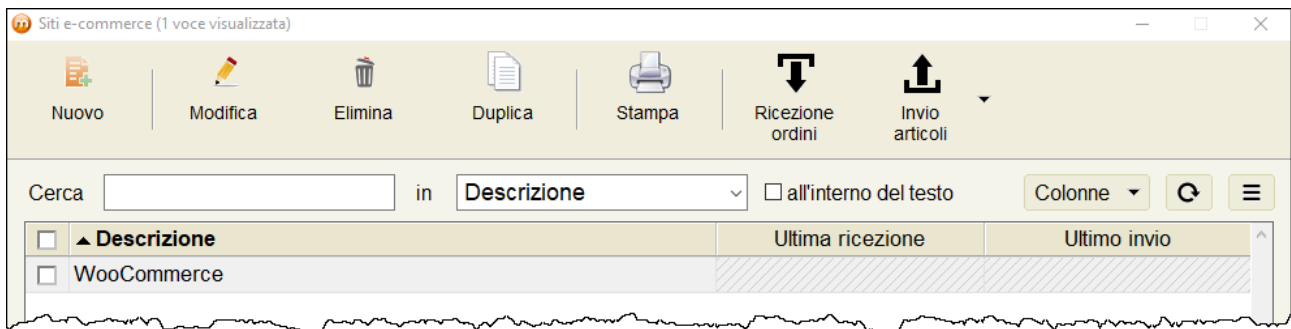 Siti e-commerce (1 voce visualizzata)
Nuovo
Modifica
Elimina
Duplica
Stampa
Ricezione
ordini
Invio
articoli
Cerca
in
Descrizione
all'interno del testo
Colonne
Descrizione
Ultima ricezione
Ultimo invio
WooCommerce